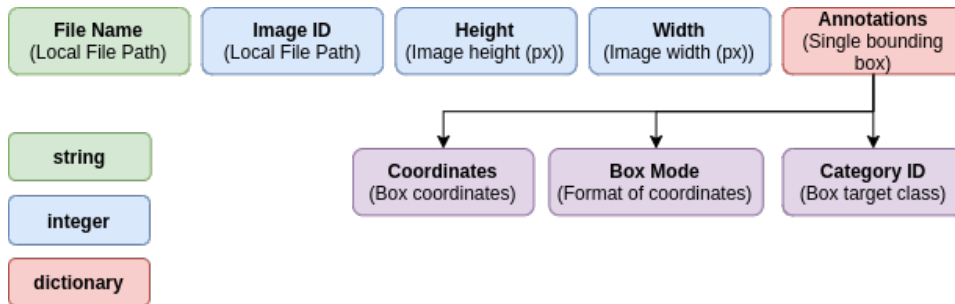 File Name
(Local File Path)
Image ID
(Local File Path)
Height
(Image height (px))
Width
(Image width (px))
Annotations
(Single bounding
box)
Coordinates
(Box coordinates)
Box Mode
(Format of coordinates)
Category ID
(Box target class)
string
integer
dictionary